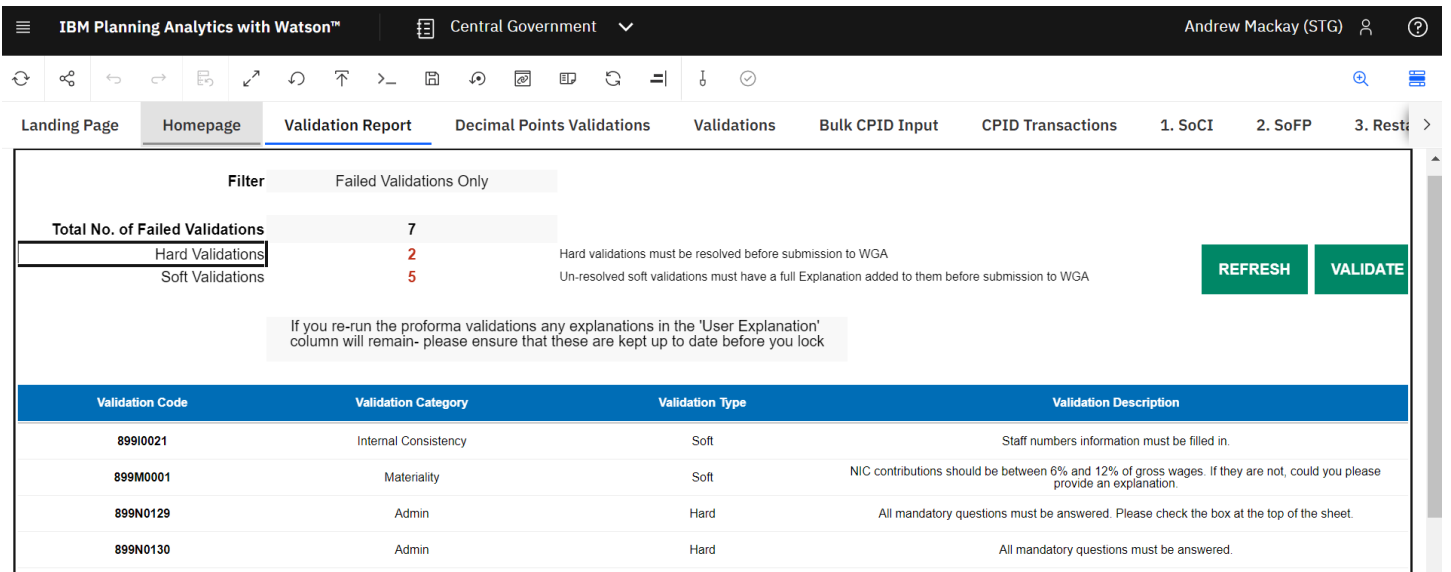 IBM Planning Analytics with Watson™
Central Government
Andrew Mackay (STG)
Landing Page
Homepage
Validation Report
Decimal Points Validations
Validations
Bulk CPID Input
CPID Transactions
1. SoCI
2. SoFP
3. Resta
Filter Failed Validations Only
Total No. of Failed Validations 7
Hard Validations 2 Hard validations must be resolved before submission to WGA
Soft Validations 5 Un-resolved soft validations must have a full Explanation added to them before submission to WGA
REFRESH VALIDATE
If you re-run the proforma validations any explanations in the 'User Explanation'
column will remain- please ensure that these are kept up to date before you lock
Validation Code Validation Category Validation Type Validation Description
899I0021 Internal Consistency Soft Staff numbers information must be filled in.
899M0001 Materiality Soft NIC contributions should be between 6% and 12% of gross wages. If they are not, could you please
provide an explanation.
899N0129 Admin Hard All mandatory questions must be answered. Please check the box at the top of the sheet.
899N0130 Admin Hard All mandatory questions must be answered.